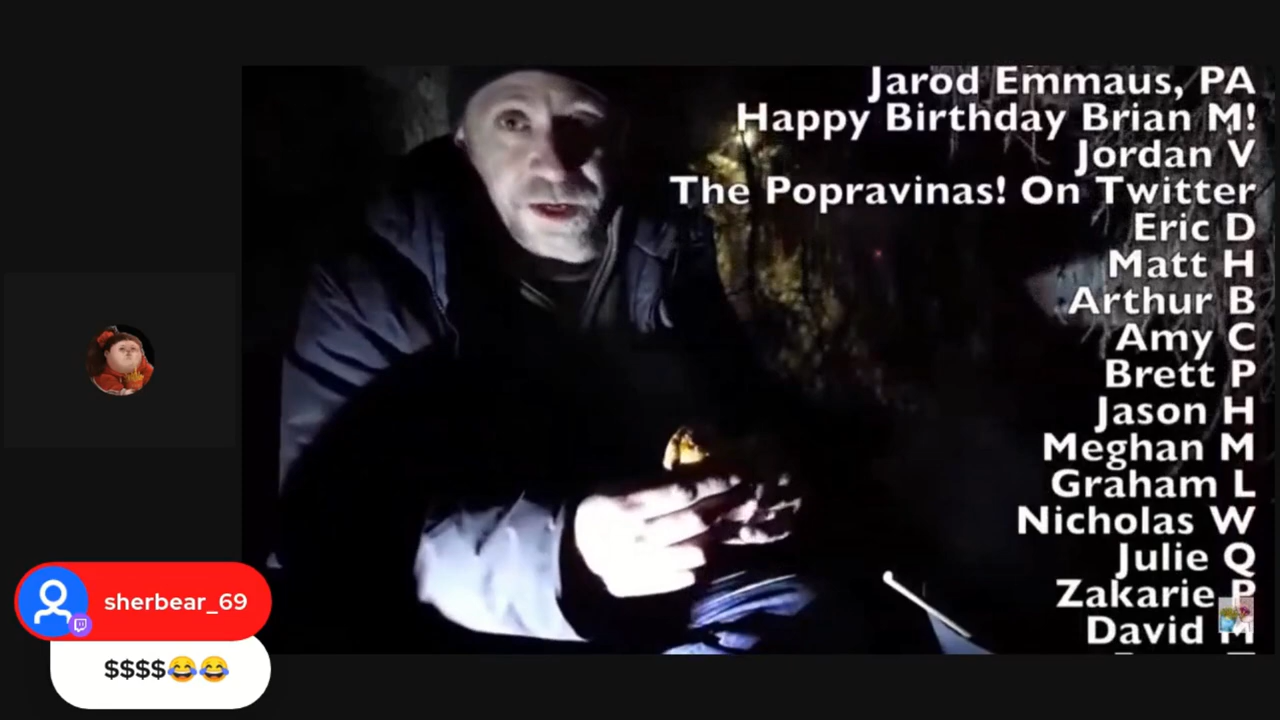 Jarod Emmaus, PA
Happy Birthday Brian M!
Jordan V
The Popravinas! On Twitter
Eric D
Matt H
Arthur B
Amy C
Brett P
Jason H
Meghan M
Graham L
Nicholas W
Julie Q
Zakarie P
David M
sherbear_69
$$$$😂😂